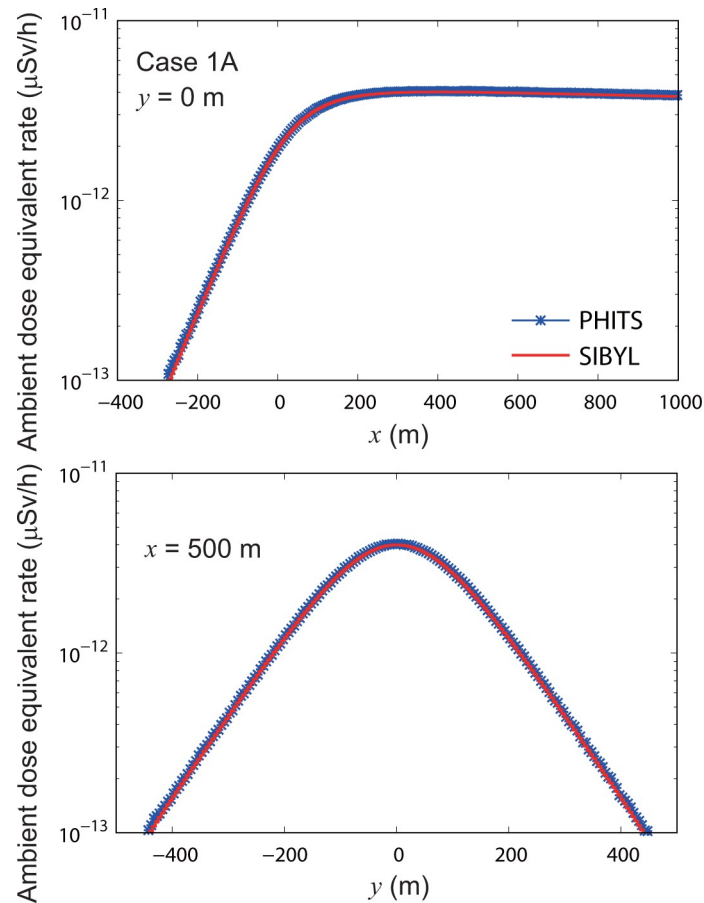 Ambient dose equivalent rate (μSv/h)
10⁻¹¹
10⁻¹²
10⁻¹³
Case 1A
y = 0 m
PHITS
SIBYL
−400 −200 0 200 400 600 800 1000
x (m)
Ambient dose equivalent rate (μSv/h)
10⁻¹¹
10⁻¹²
10⁻¹³
x = 500 m
−400 −200 0 200 400
y (m)